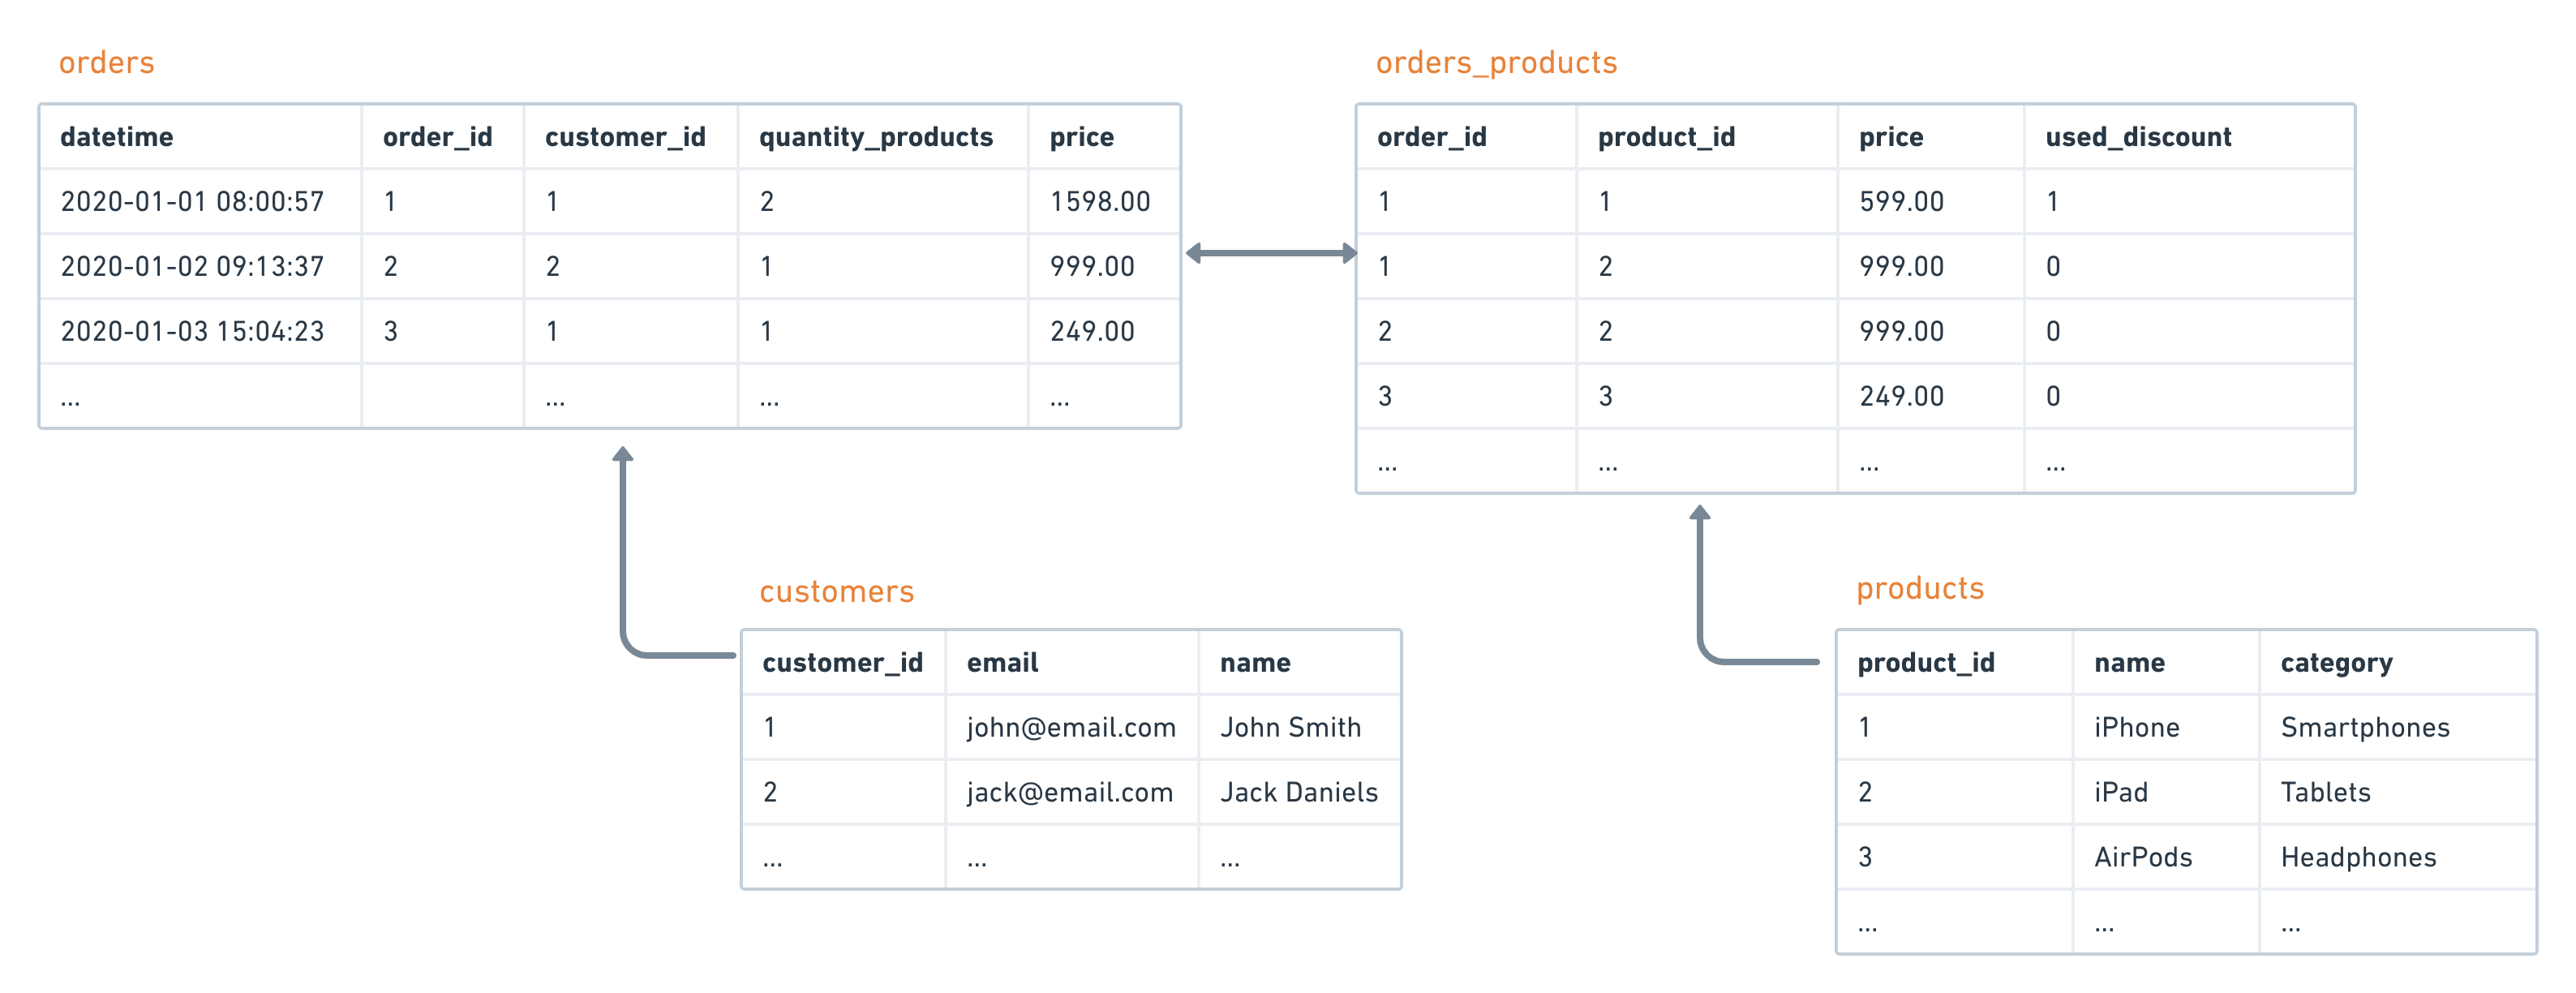 orders
datetime order_id customer_id quantity_products price
2020-01-01 08:00:57 1 1 2 1598.00
2020-01-02 09:13:37 2 2 1 999.00
2020-01-03 15:04:23 3 1 1 249.00
... ... ... ...
orders_products
order_id product_id price used_discount
1 1 599.00 1
1 2 999.00 0
2 2 999.00 0
3 3 249.00 0
... ... ... ...
customers
customer_id email name
1 john@email.com John Smith
2 jack@email.com Jack Daniels
... ... ...
products
product_id name category
1 iPhone Smartphones
2 iPad Tablets
3 AirPods Headphones
... ... ...